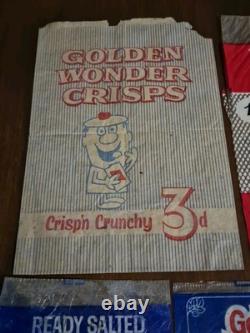 GOLDEN
WONDER
CRISPS
Crisp'n Crunchy 3d
READY SALTED
G